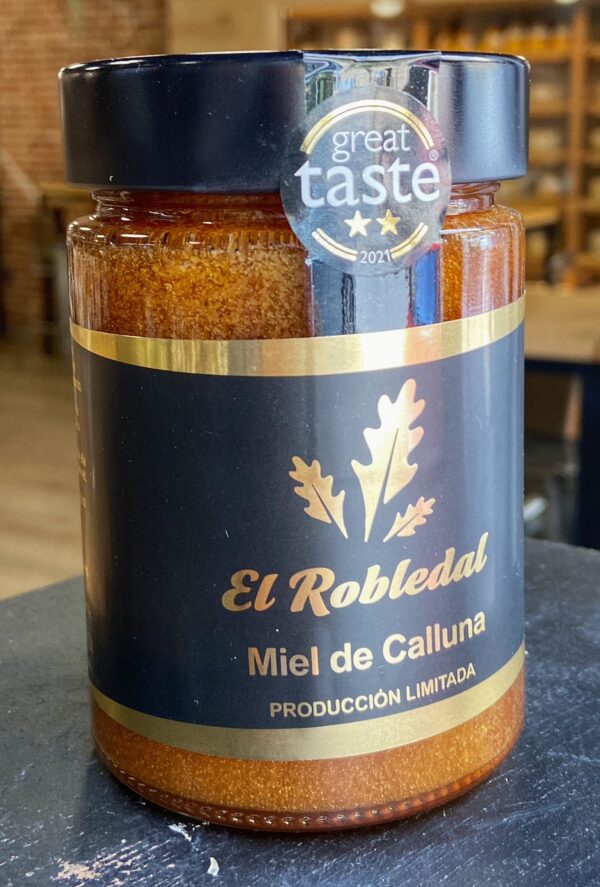 great
taste®
2021
El Robledal
Miel de Calluna
PRODUCCIÓN LIMITADA